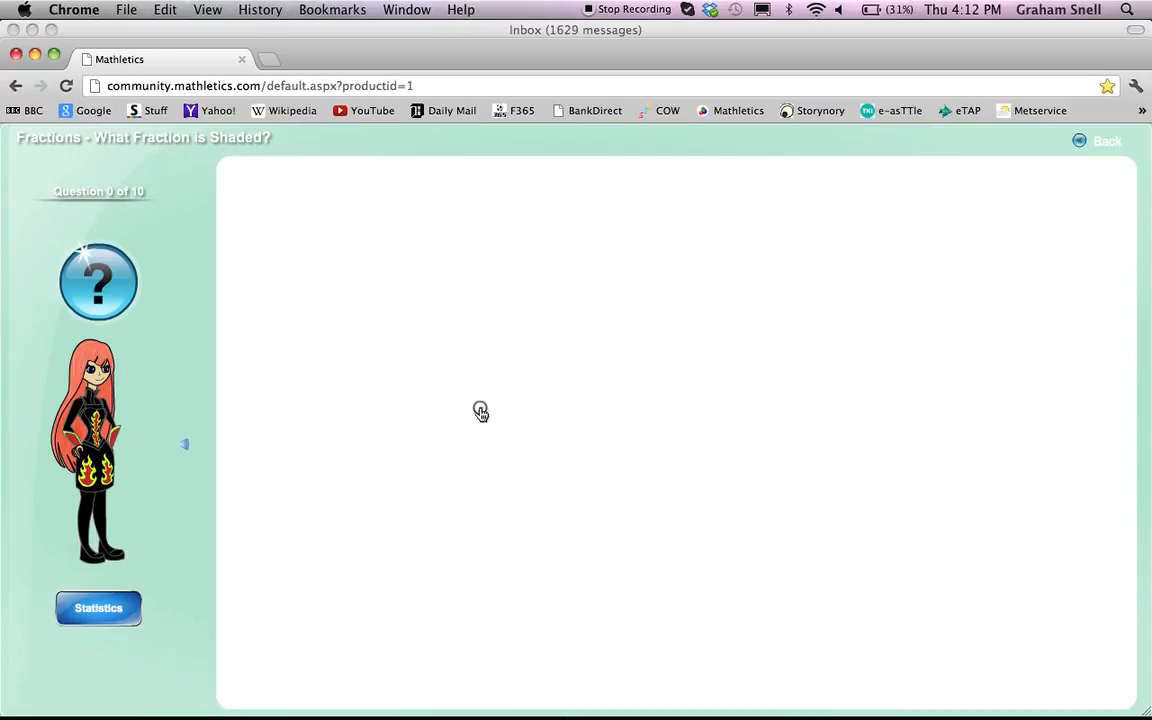 Chrome File Edit View History Bookmarks Window Help Stop Recording (31%) Thu 4:12 PM Graham Snell
Inbox (1629 messages)
Mathletics
community.mathletics.com/default.aspx?productid=1
BBC Google Stuff Yahoo! Wikipedia YouTube Daily Mail F365 BankDirect COW Mathletics Storynory e-asTTle eTAP Metservice »
Fractions - What Fraction is Shaded?
Back
Question 0 of 10
?
Statistics